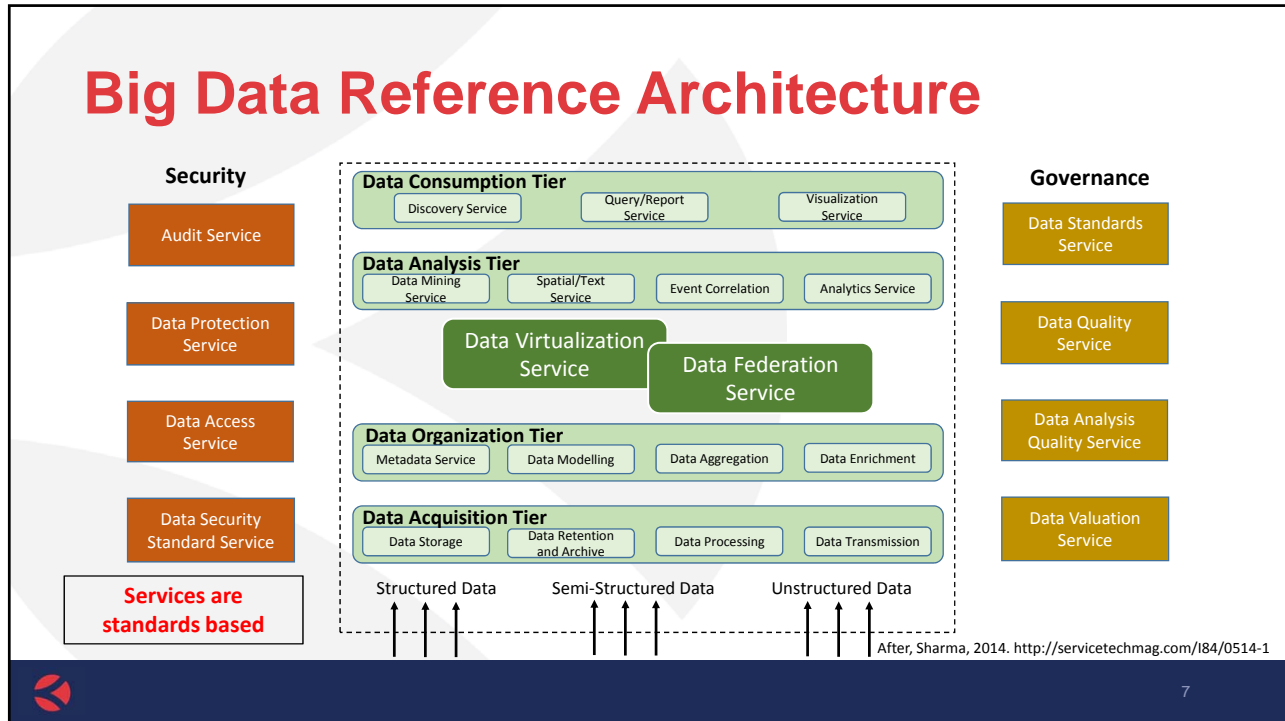 Big Data Reference Architecture
Security
Audit Service
Data Protection
Service
Data Access
Service
Data Security
Standard Service
Services are
standards based
Data Consumption Tier
Discovery Service
Query/Report
Service
Visualization
Service
Data Analysis Tier
Data Mining
Service
Spatial/Text
Service
Event Correlation
Analytics Service
Data Virtualization
Service
Data Federation
Service
Data Organization Tier
Metadata Service
Data Modelling
Data Aggregation
Data Enrichment
Data Acquisition Tier
Data Storage
Data Retention
and Archive
Data Processing
Data Transmission
Structured Data
Semi-Structured Data
Unstructured Data
Governance
Data Standards
Service
Data Quality
Service
Data Analysis
Quality Service
Data Valuation
Service
After, Sharma, 2014. http://servicetechmag.com/I84/0514-1
7